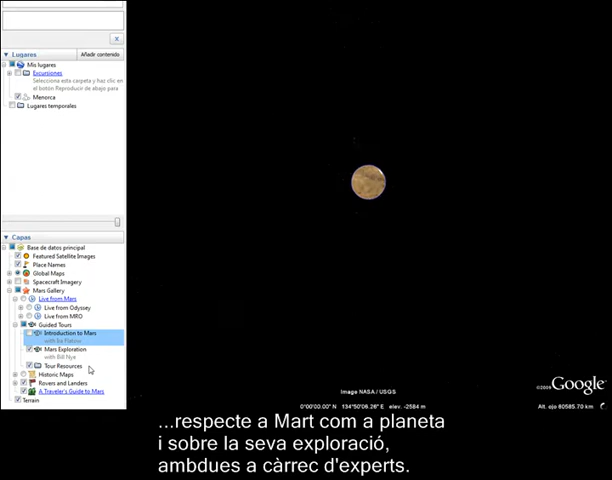 Lugares
Añadir contenido
Mis lugares
Excursiones
Selecciona esta carpeta y haz clic en
el botón Reproducir de abajo para
Menorca
Lugares temporales
Capas
Base de datos principal
Featured Satellite Images
Place Names
Global Maps
Spacecraft Imagery
Mars Gallery
Live from Mars
Live from Odyssey
Live from MRO
Guided Tours
Introduction to Mars
with Ira Flatow
Mars Exploration
with Bill Nye
Tour Resources
Historic Maps
Rovers and Landers
A Traveler's Guide to Mars
Terrain
Image NASA / USGS
©2009 Google
0°00'00.00" N 134°50'06.26" E elev. -2584 m
Alt. ojo 60585.70 km
...respecte a Mart com a planeta
i sobre la seva exploració,
ambdues a càrrec d'experts.